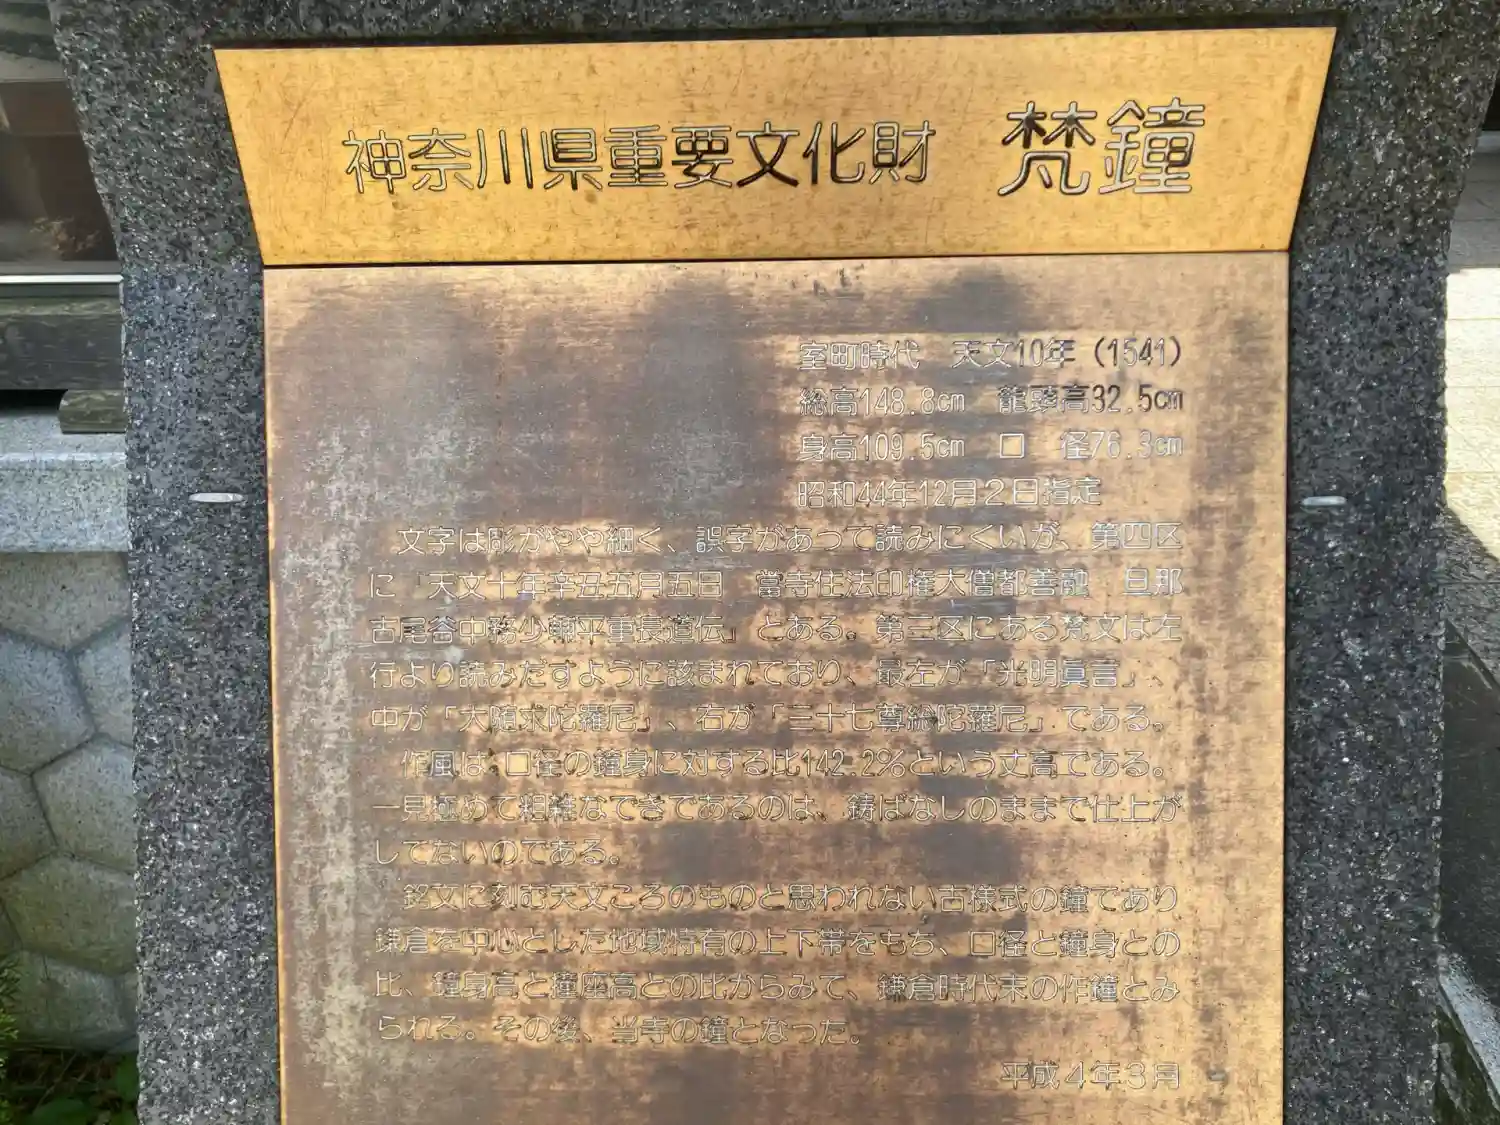 神奈川県重要文化財　梵鐘
室町時代　天文10年（1541）
総高148.8㎝　龍頭高32.5㎝
身高109.5㎝　口　径76.3㎝
昭和44年12月２日指定
文字は彫がやや細く、誤字があって読みにくいが、第四区
に「天文十年辛丑五月五日　當寺住法印権大僧都善融　旦那
古尾谷中務少輔平重長道伝」とある。第三区にある梵文は左
行より読みだすように該まれており、最左が「光明眞言」、
中が「大随求陀羅尼」、右が「三十七尊総陀羅尼」である。
作風は、口径の鐘身に対する比142.2％という丈高である。
一見極めて粗雑なできであるのは、鋳ばなしのままで仕上が
してないのである。
銘文に刻む天文ころのものと思われない古様式の鐘であり
鎌倉を中心とした地域特有の上下帯をもち、口径と鐘身との
比、鐘身高と撞座高との比からみて、鎌倉時代末の作鐘とみ
られる。その後、当寺の鐘となった。
平成４年３月